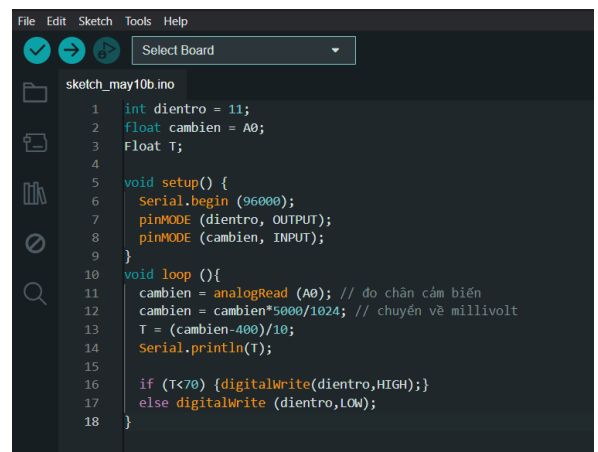 File Edit Sketch Tools Help
Select Board
sketch_may10b.ino
1 int dientro = 11;
2 float cambien = A0;
3 Float T;
4
5 void setup() {
6 Serial.begin (96000);
7 pinMODE (dientro, OUTPUT);
8 pinMODE (cambien, INPUT);
9 }
10 void loop (){
11 cambien = analogRead (A0); // đo chân cảm biến
12 cambien = cambien*5000/1024; // chuyển về millivolt
13 T = (cambien-400)/10;
14 Serial.println(T);
15
16 if (T<70) {digitalWrite(dientro,HIGH);}
17 else digitalWrite (dientro,LOW);
18 }